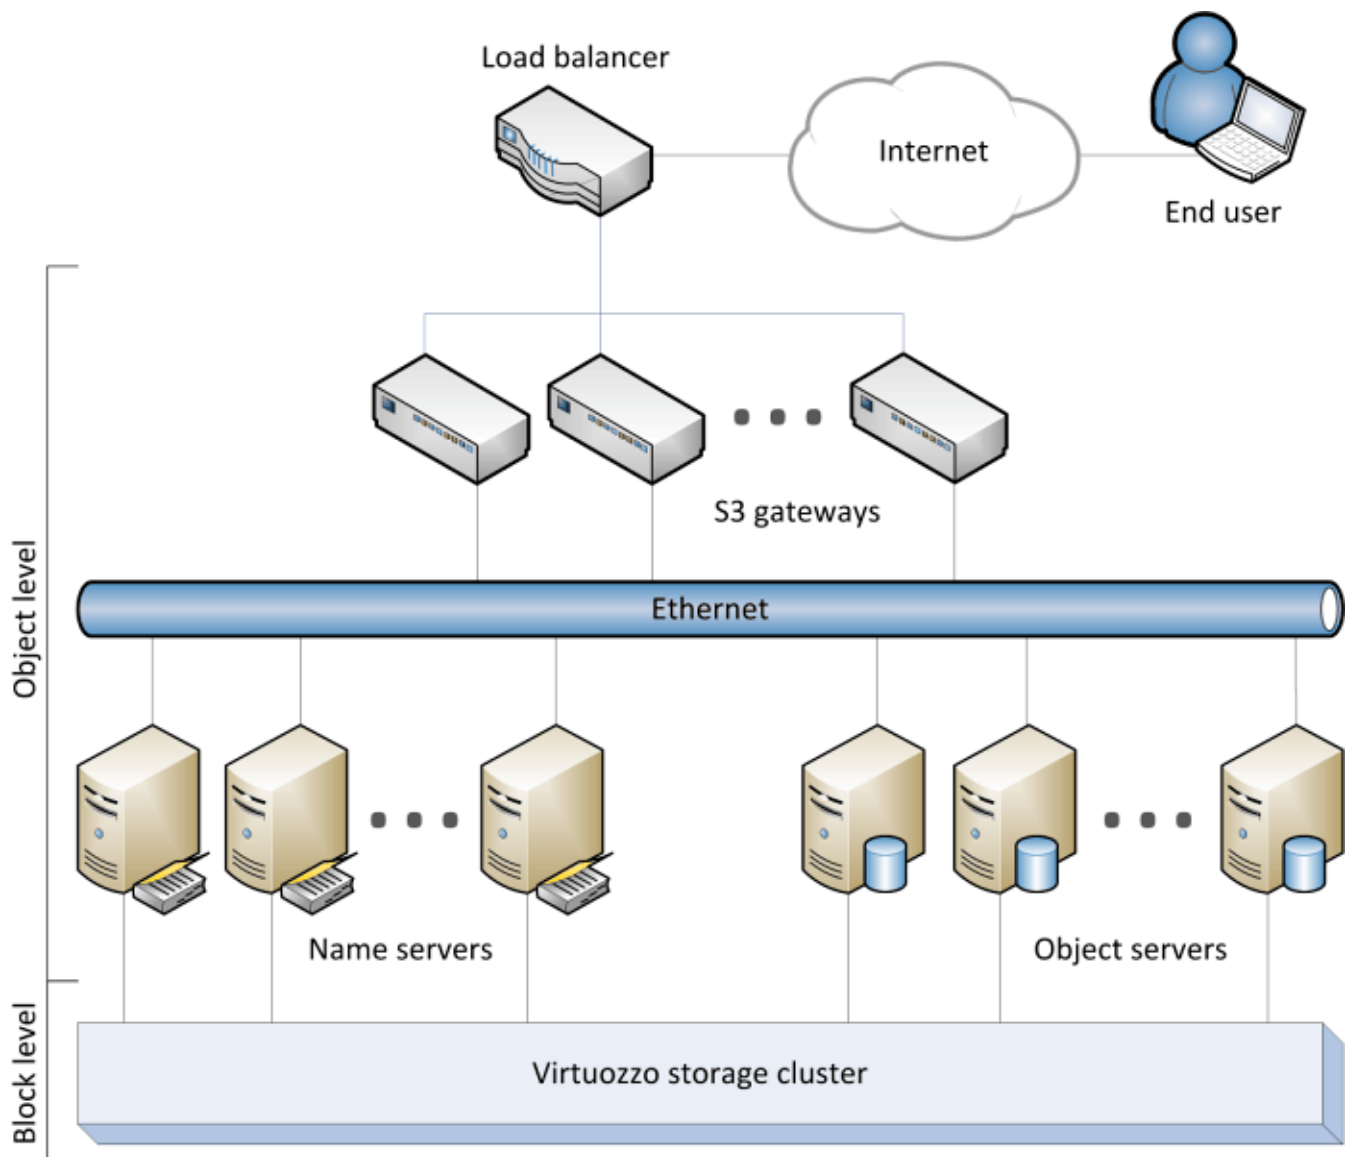 Load balancer
Internet
End user
S3 gateways
Object level
Ethernet
Name servers
Object servers
Block level
Virtuozzo storage cluster